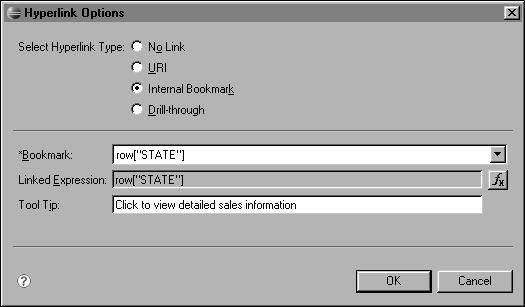 Hyperlink Options
Select Hyperlink Type: No Link
URI
Internal Bookmark
Drill-through
*Bookmark: row["STATE"]
Linked Expression: row["STATE"] fx
Tool Tip: Click to view detailed sales information
? OK Cancel